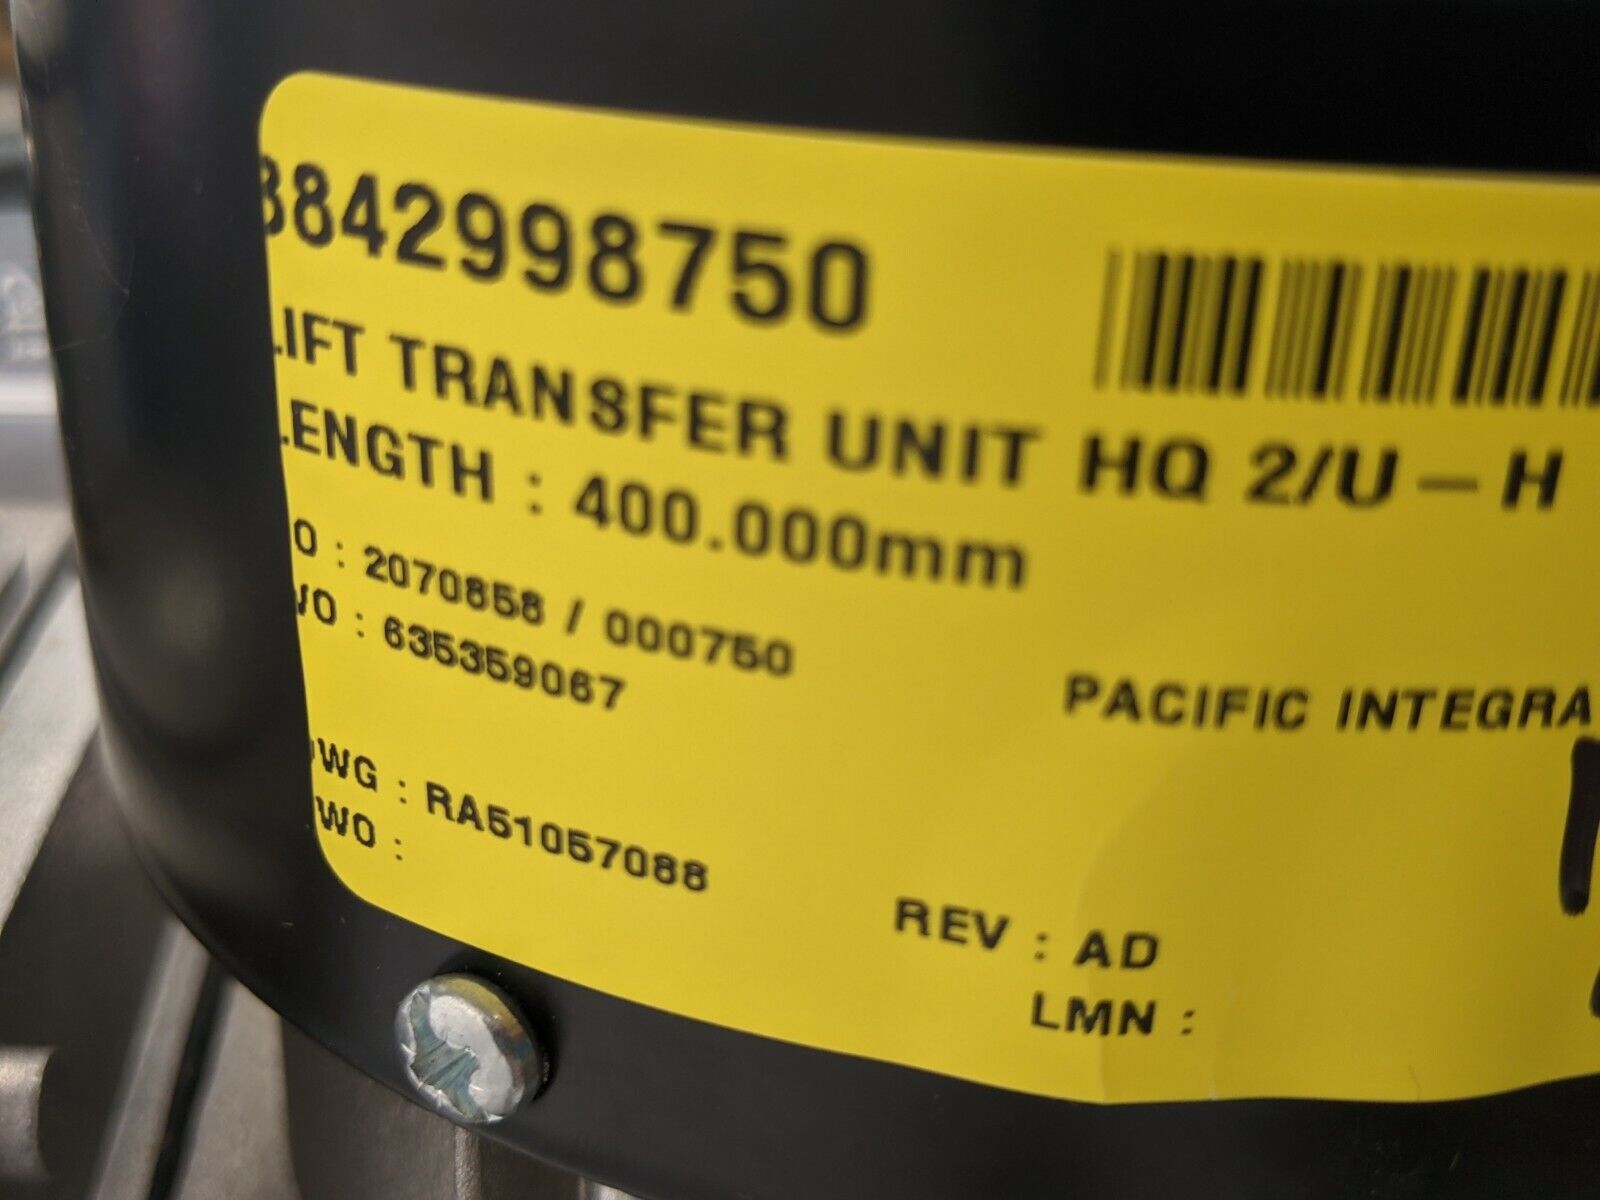 3842998750
LIFT TRANSFER UNIT HQ 2/U-H
LENGTH : 400.000mm
O : 2070858 / 000750
WO : 635359067
PACIFIC INTEGRA
DWG : RA51057088
WO :
REV : AD
LMN :